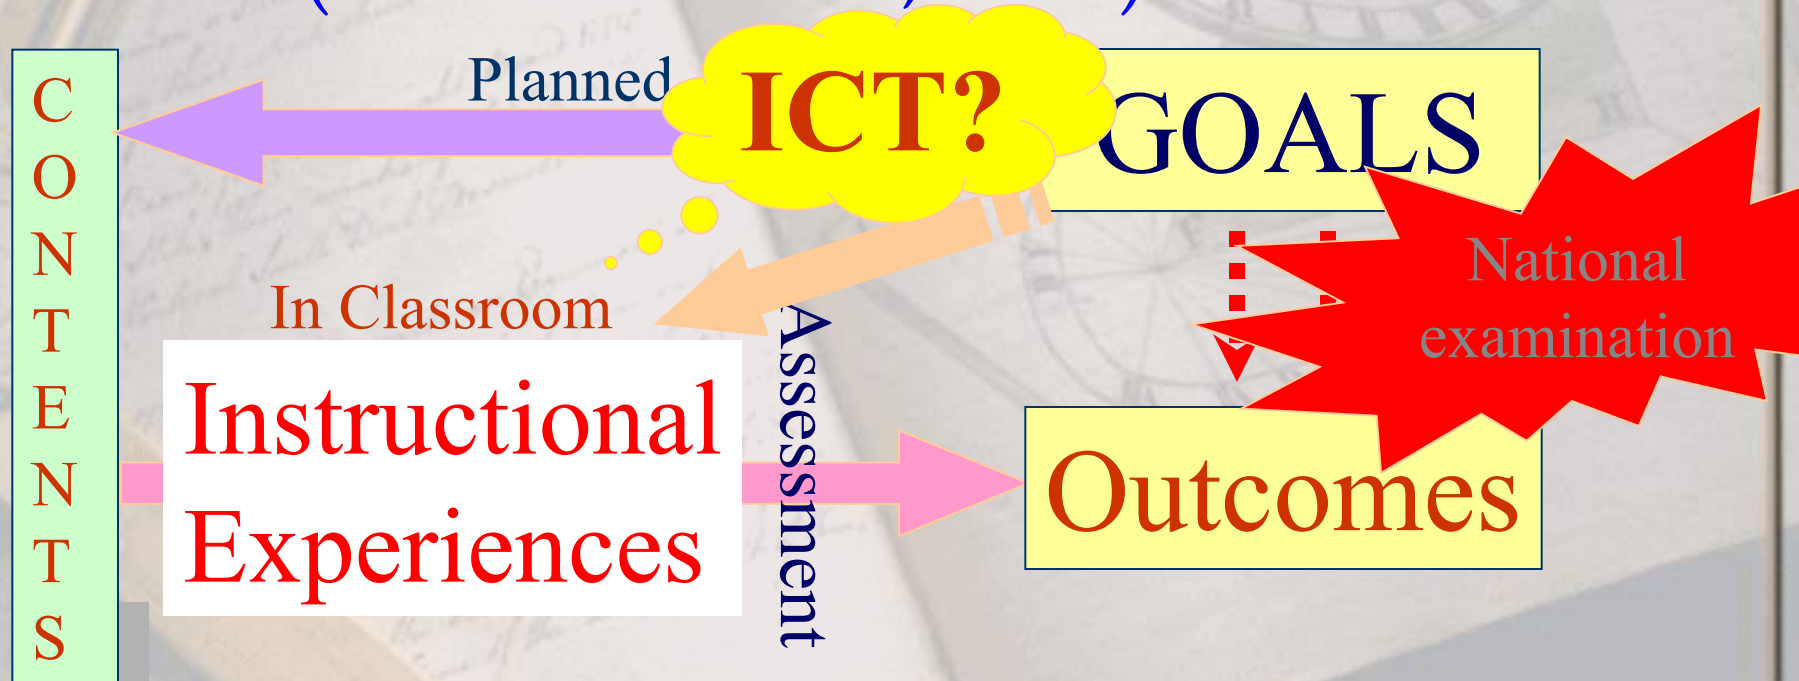 Planned
ICT?
GOALS
CONTENTS
National
examination
In Classroom
Assessment
Instructional
Experiences
Outcomes